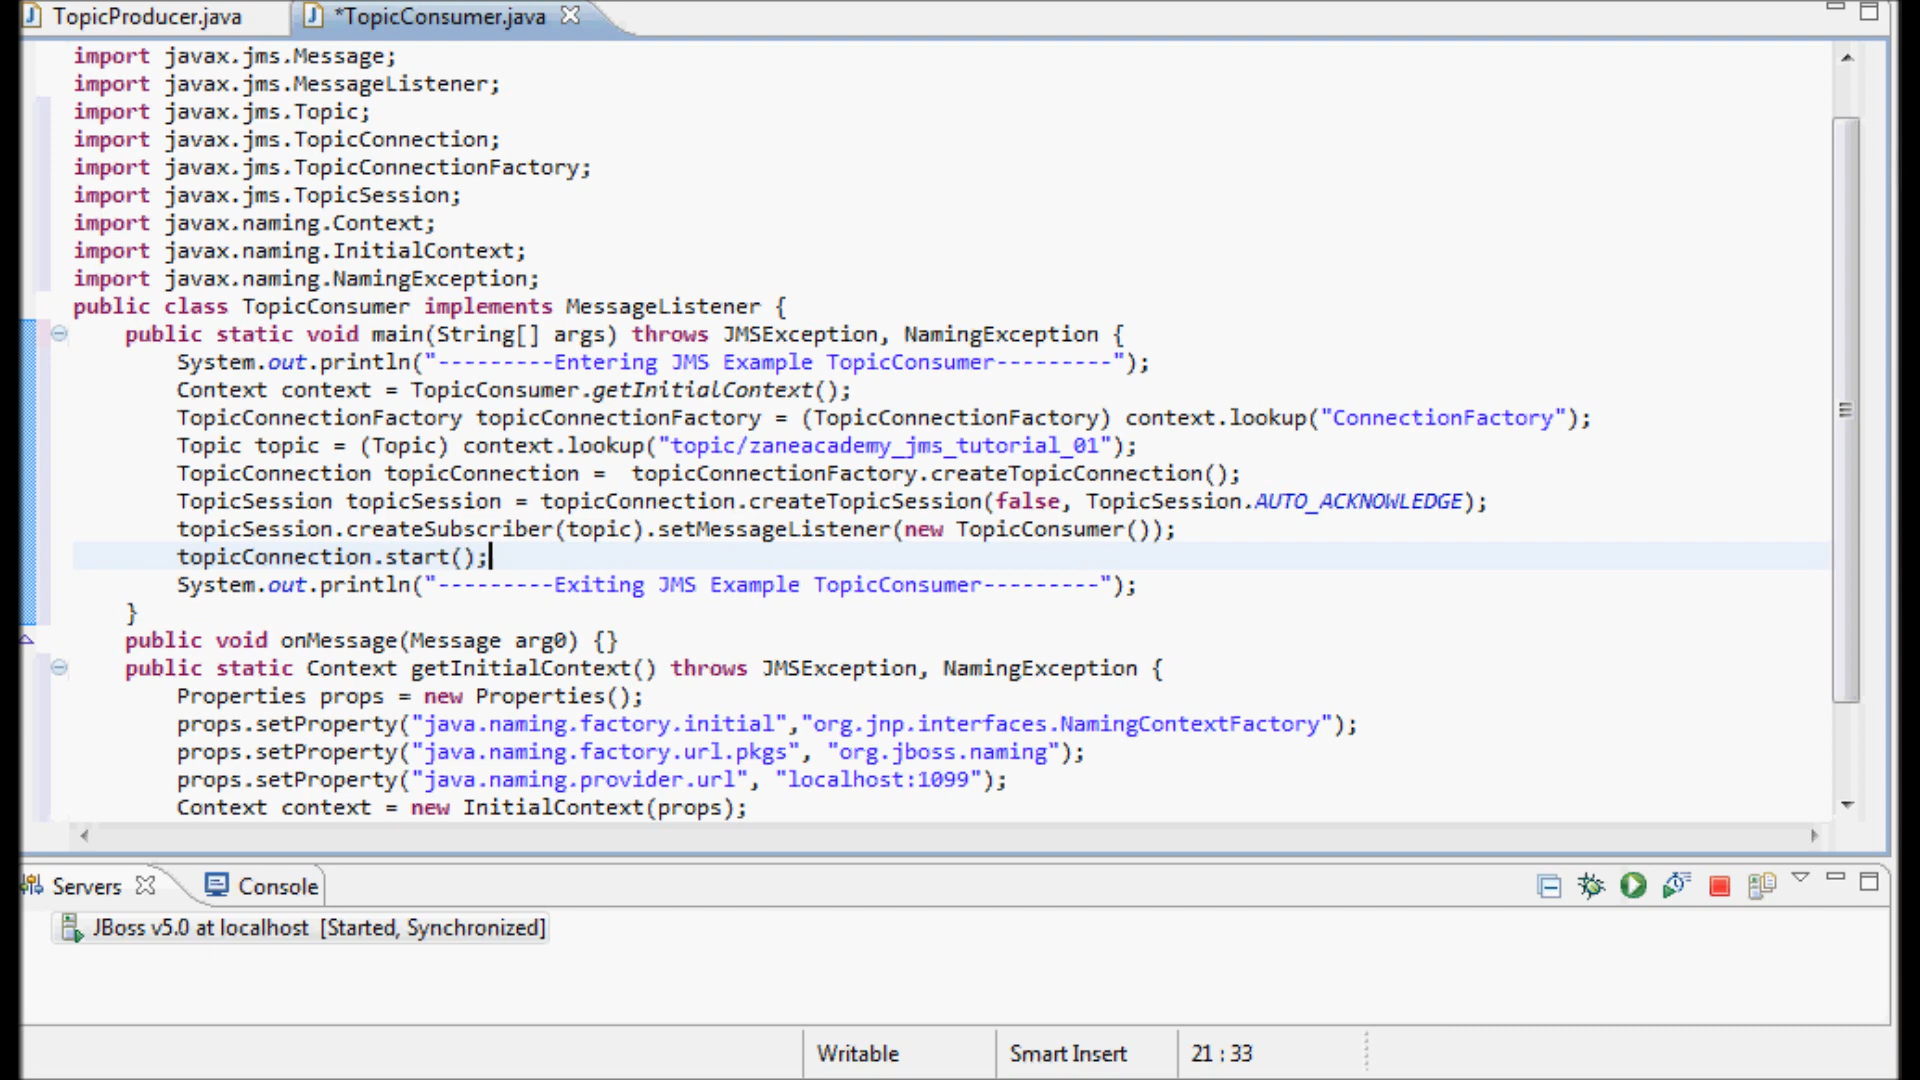 TopicProducer.java
*TopicConsumer.java
import javax.jms.Message;
import javax.jms.MessageListener;
import javax.jms.Topic;
import javax.jms.TopicConnection;
import javax.jms.TopicConnectionFactory;
import javax.jms.TopicSession;
import javax.naming.Context;
import javax.naming.InitialContext;
import javax.naming.NamingException;
public class TopicConsumer implements MessageListener {
    public static void main(String[] args) throws JMSException, NamingException {
        System.out.println("---------Entering JMS Example TopicConsumer---------");
        Context context = TopicConsumer.getInitialContext();
        TopicConnectionFactory topicConnectionFactory = (TopicConnectionFactory) context.lookup("ConnectionFactory");
        Topic topic = (Topic) context.lookup("topic/zaneacademy_jms_tutorial_01");
        TopicConnection topicConnection =  topicConnectionFactory.createTopicConnection();
        TopicSession topicSession = topicConnection.createTopicSession(false, TopicSession.AUTO_ACKNOWLEDGE);
        topicSession.createSubscriber(topic).setMessageListener(new TopicConsumer());
        topicConnection.start();
        System.out.println("---------Exiting JMS Example TopicConsumer---------");
    }
    public void onMessage(Message arg0) {}
    public static Context getInitialContext() throws JMSException, NamingException {
        Properties props = new Properties();
        props.setProperty("java.naming.factory.initial","org.jnp.interfaces.NamingContextFactory");
        props.setProperty("java.naming.factory.url.pkgs", "org.jboss.naming");
        props.setProperty("java.naming.provider.url", "localhost:1099");
        Context context = new InitialContext(props);
Servers
Console
JBoss v5.0 at localhost [Started, Synchronized]
Writable
Smart Insert
21 : 33